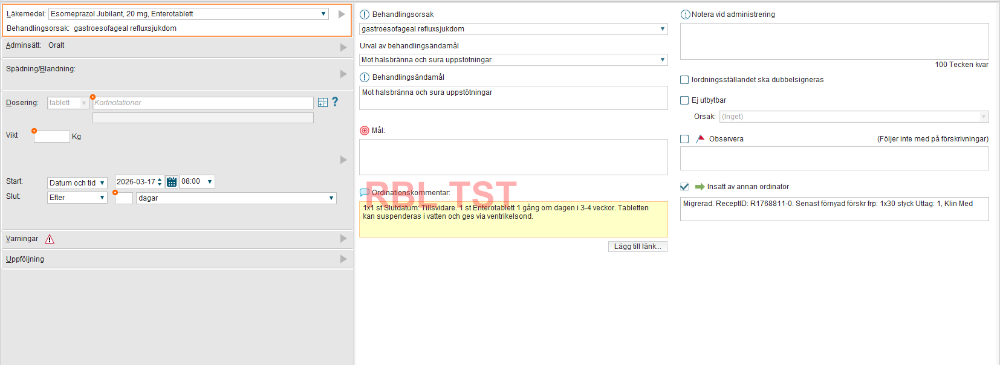 Läkemedel: Esomeprazol Jubilant, 20 mg, Enterotablett
Behandlingsorsak: gastroesofageal refluxsjukdom
Adminsätt: Oralt
Spädning/Blandning:
Dosering: tablett Kortnotationer ?
Vikt Kg
Start: Datum och tid 2026-03-17 08:00
Slut: Efter dagar
Varningar
Uppföljning
Behandlingsorsak
gastroesofageal refluxsjukdom
Urval av behandlingsändamål
Mot halsbränna och sura uppstötningar
Behandlingsändamål
Mot halsbränna och sura uppstötningar
Mål:
RBL TST
Ordinationskommentar:
1x1 st Slutdatum: Tillsvidare. 1 st Enterotablett 1 gång om dagen i 3-4 veckor. Tabletten
kan suspenderas i vatten och ges via ventrikelsond.
Lägg till länk...
Notera vid administrering
100 Tecken kvar
Iordningsställandet ska dubbelsigneras
Ej utbytbar
Orsak: (Inget)
Observera (Följer inte med på förskrivningar)
Insatt av annan ordinatör
Migrerad. ReceptID: R1768811-0. Senast förnyad förskr frp: 1x30 styck Uttag: 1, Klin Med